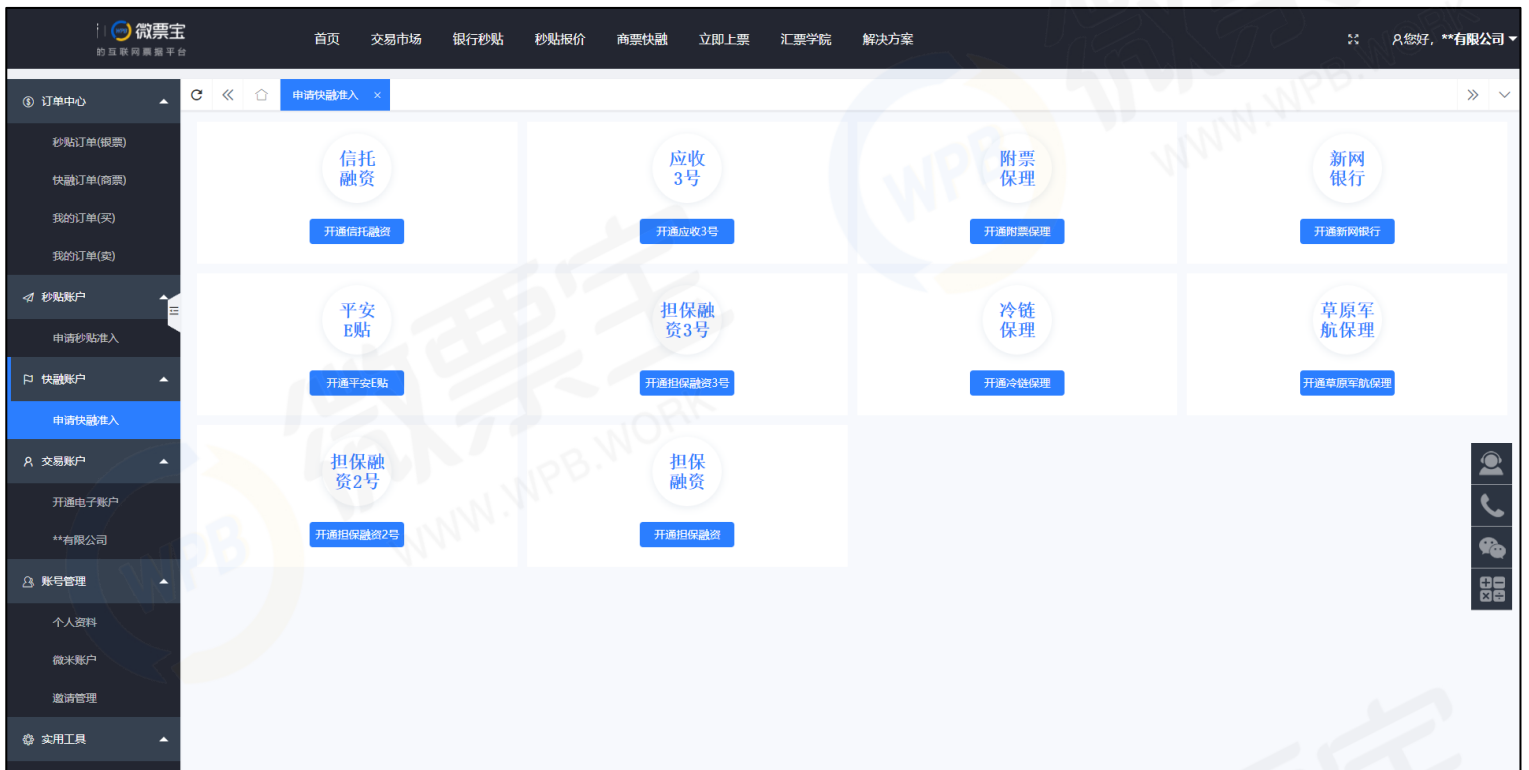 微票宝
的互联网票据平台
首页 交易市场 银行秒贴 秒贴报价 商票快融 立即上票 汇票学院 解决方案
您好, **有限公司
订单中心
秒贴订单(银票)
快融订单(商票)
我的订单(买)
我的订单(卖)
秒贴账户
申请秒贴准入
快融账户
申请快融准入
交易账户
开通电子账户
**有限公司
账号管理
个人资料
微米账户
邀请管理
实用工具
申请快融准入 ×
信托
融资
开通信托融资
应收
3号
开通应收3号
附票
保理
开通附票保理
新网
银行
开通新网银行
平安
E贴
开通平安E贴
担保融
资3号
开通担保融资3号
冷链
保理
开通冷链保理
草原军
航保理
开通草原军航保理
担保融
资2号
开通担保融资2号
担保
融资
开通担保融资
微票宝
WWW.WPB.WORK
WPB